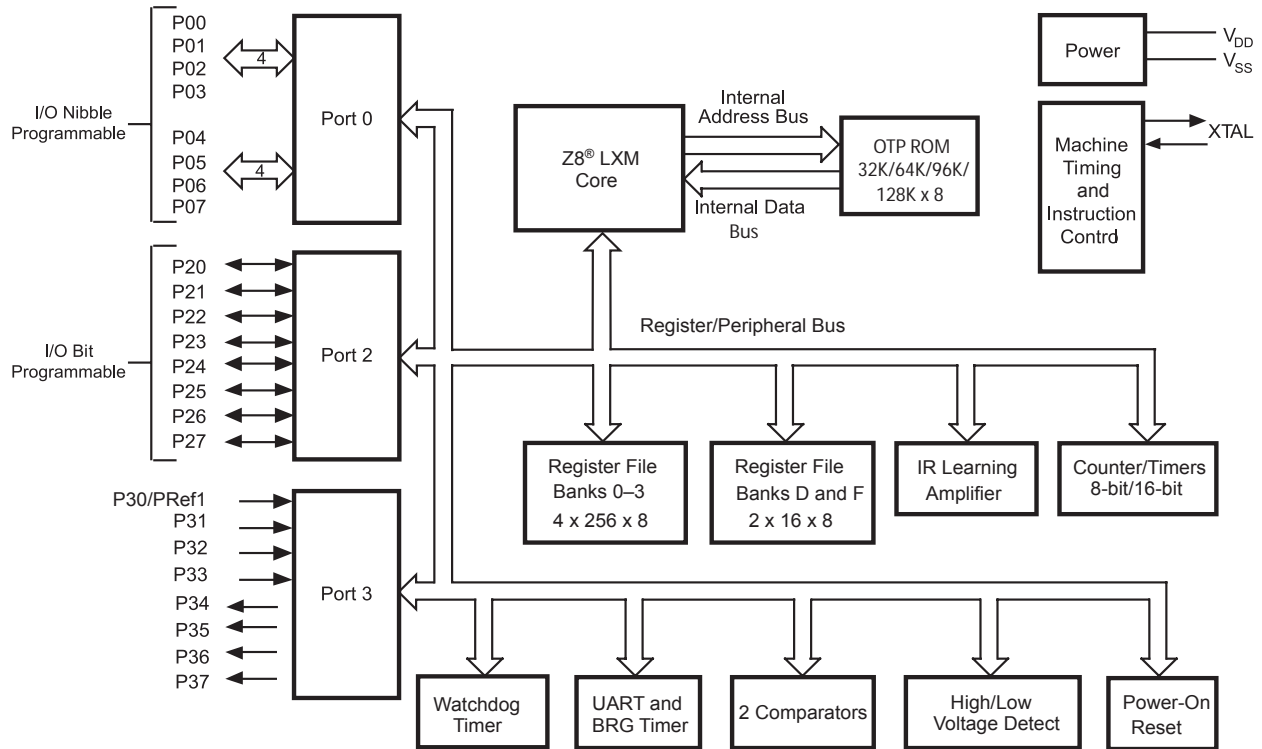 P00
P01
P02
P03
4
I/O Nibble
Programmable
P04
P05
P06
P07
4
Port 0
I/O Bit
Programmable
P20
P21
P22
P23
P24
P25
P26
P27
Port 2
P30/PRef1
P31
P32
P33
P34
P35
P36
P37
Port 3
Z8® LXM
Core
Internal
Address Bus
Internal Data
Bus
OTP ROM
32K/64K/96K/
128K x 8
Power
VDD
VSS
Machine
Timing
and
Instruction
Control
XTAL
Register/Peripheral Bus
Register File
Banks 0–3
4 x 256 x 8
Register File
Banks D and F
2 x 16 x 8
IR Learning
Amplifier
Counter/Timers
8-bit/16-bit
Watchdog
Timer
UART and
BRG Timer
2 Comparators
High/Low
Voltage Detect
Power-On
Reset